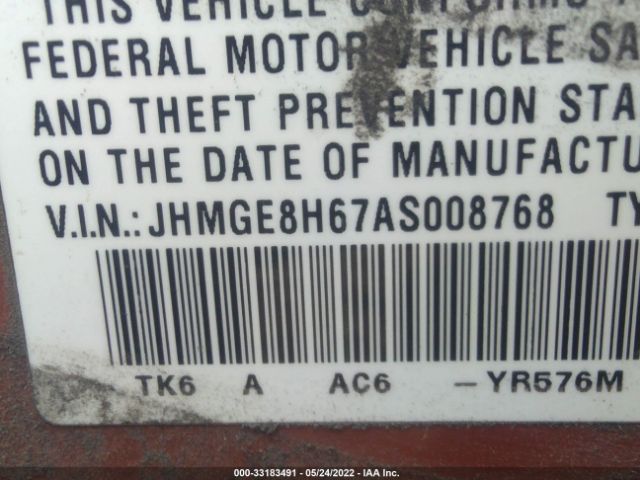 THIS VEHICLE CONFORMS
FEDERAL MOTOR VEHICLE SA
AND THEFT PREVENTION STA
ON THE DATE OF MANUFACTU
V.I.N.: JHMGE8H67AS008768 TY
TK6 A AC6 -YR576M
000-33183491 - 05/24/2022 - IAA Inc.